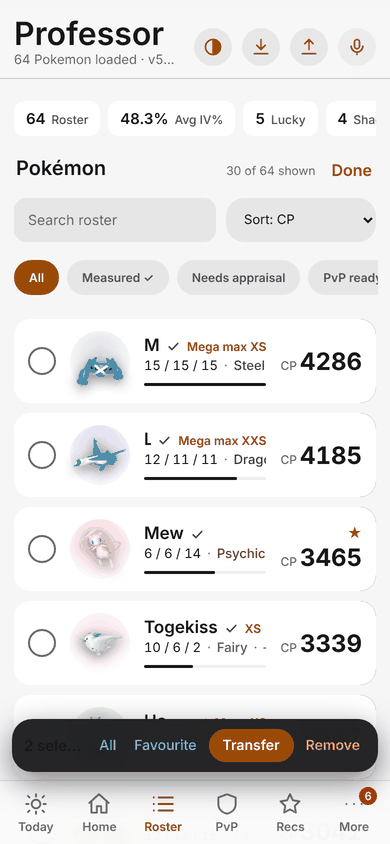 Professor
64 Pokemon loaded · v5...
64 Roster
48.3% Avg IV%
5 Lucky
4 Sha
Pokémon
30 of 64 shown
Done
Search roster
Sort: CP
All
Measured ✓
Needs appraisal
PvP ready
M ✓ Mega max XS
15 / 15 / 15 · Steel
CP 4286
L ✓ Mega max XXS
12 / 11 / 11 · Drag
CP 4185
Mew ✓
★
6 / 6 / 14 · Psychic
CP 3465
Togekiss ✓ XS
10 / 6 / 2 · Fairy ·
CP 3339
2 sele...
All
Favourite
Transfer
Remove
6
Today
Home
Roster
PvP
Recs
More